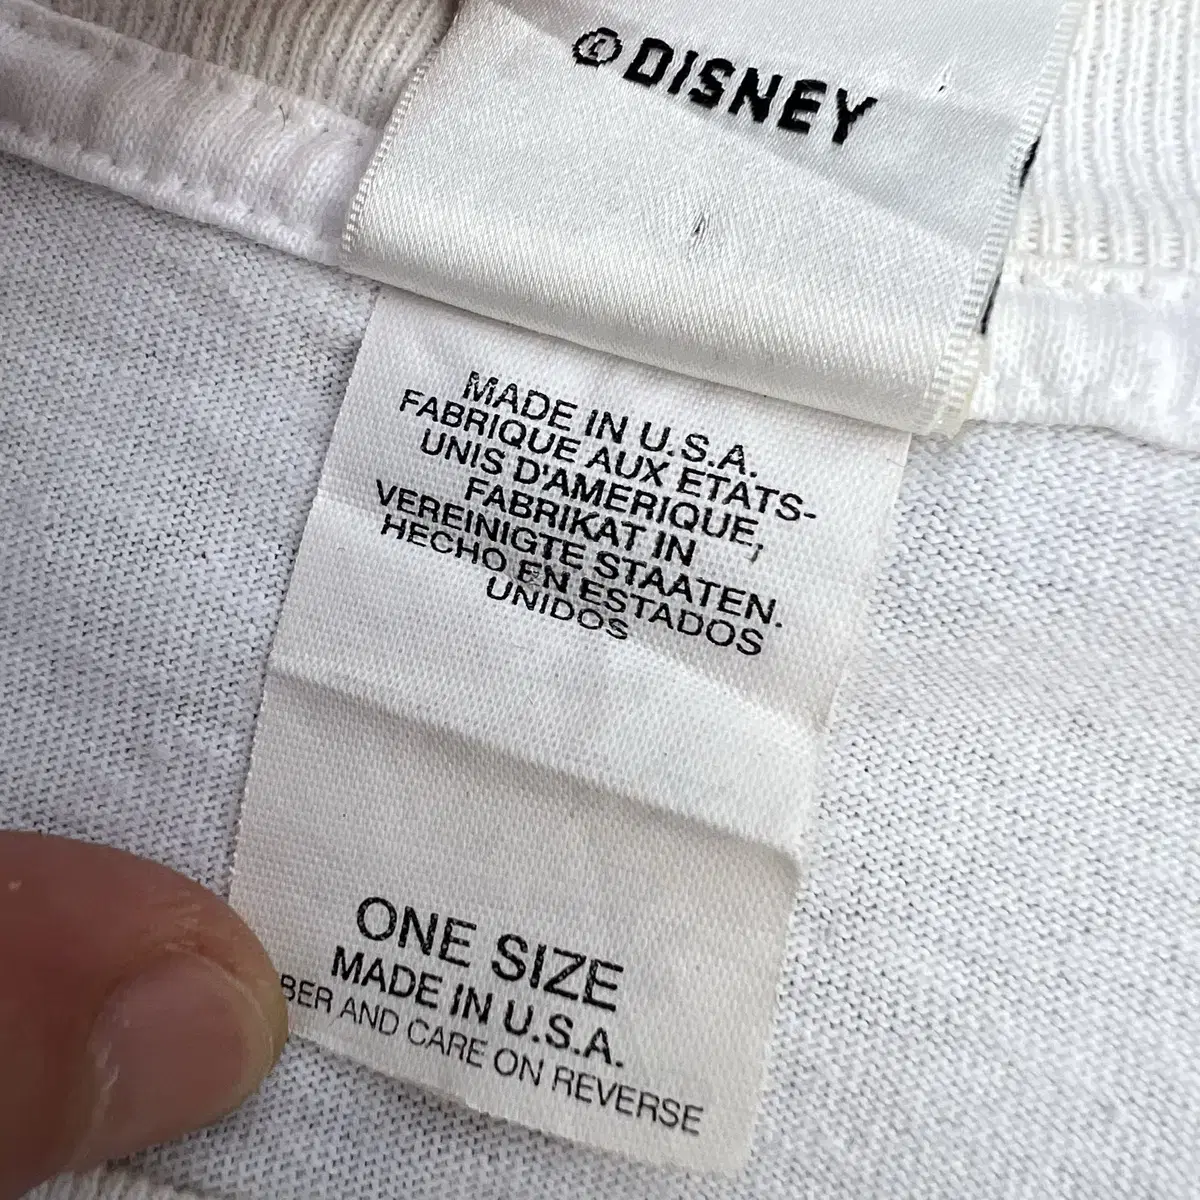 © DISNEY
MADE IN U.S.A.
FABRIQUE AUX ETATS-
UNIS D'AMERIQUE,
FABRIKAT IN
VEREINIGTE STAATEN.
HECHO EN ESTADOS
UNIDOS
ONE SIZE
MADE IN U.S.A.
BER AND CARE ON REVERSE